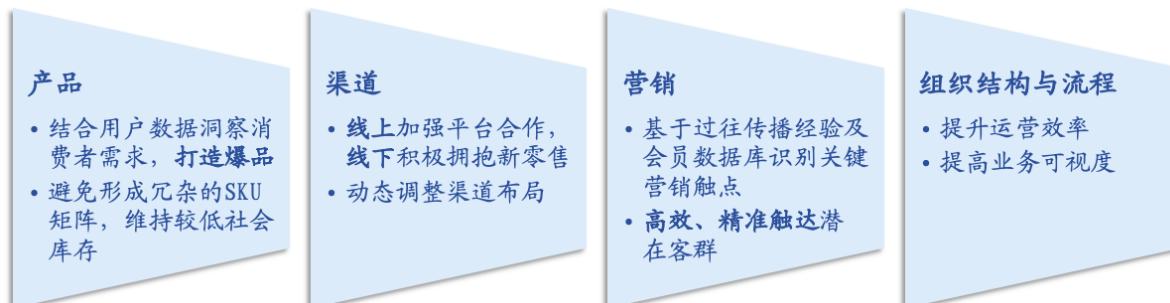 产品
• 结合用户数据洞察消
费者需求，打造爆品
• 避免形成冗杂的SKU
矩阵，维持较低社会
库存
渠道
• 线上加强平台合作，
线下积极拥抱新零售
• 动态调整渠道布局
营销
• 基于过往传播经验及
会员数据库识别关键
营销触点
• 高效、精准触达潜
在客群
组织结构与流程
• 提升运营效率
• 提高业务可视度